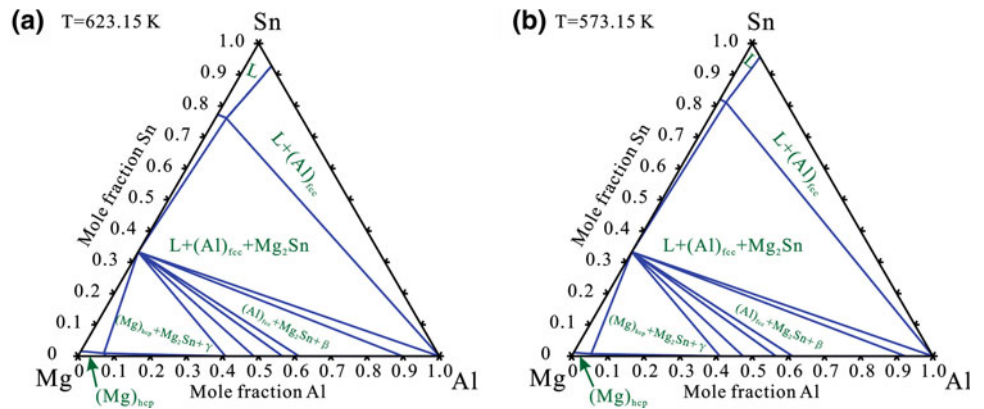 (a) T=623.15 K
Sn
1.0
0.9
0.8
0.7
0.6
0.5
0.4
0.3
0.2
0.1
0
Mole fraction Sn
L
L+(Al)fcc
L+(Al)fcc+Mg2Sn
(Mg)hcp+Mg2Sn+γ
(Al)fcc+Mg2Sn+β
0 0.1 0.2 0.3 0.4 0.5 0.6 0.7 0.8 0.9 1.0
Mg
Mole fraction Al
Al
(Mg)hcp
(b) T=573.15 K
Sn
1.0
0.9
0.8
0.7
0.6
0.5
0.4
0.3
0.2
0.1
0
Mole fraction Sn
L
L+(Al)fcc
L+(Al)fcc+Mg2Sn
(Mg)hcp+Mg2Sn+γ
(Al)fcc+Mg2Sn+β
0 0.1 0.2 0.3 0.4 0.5 0.6 0.7 0.8 0.9 1.0
Mg
Mole fraction Al
Al
(Mg)hcp